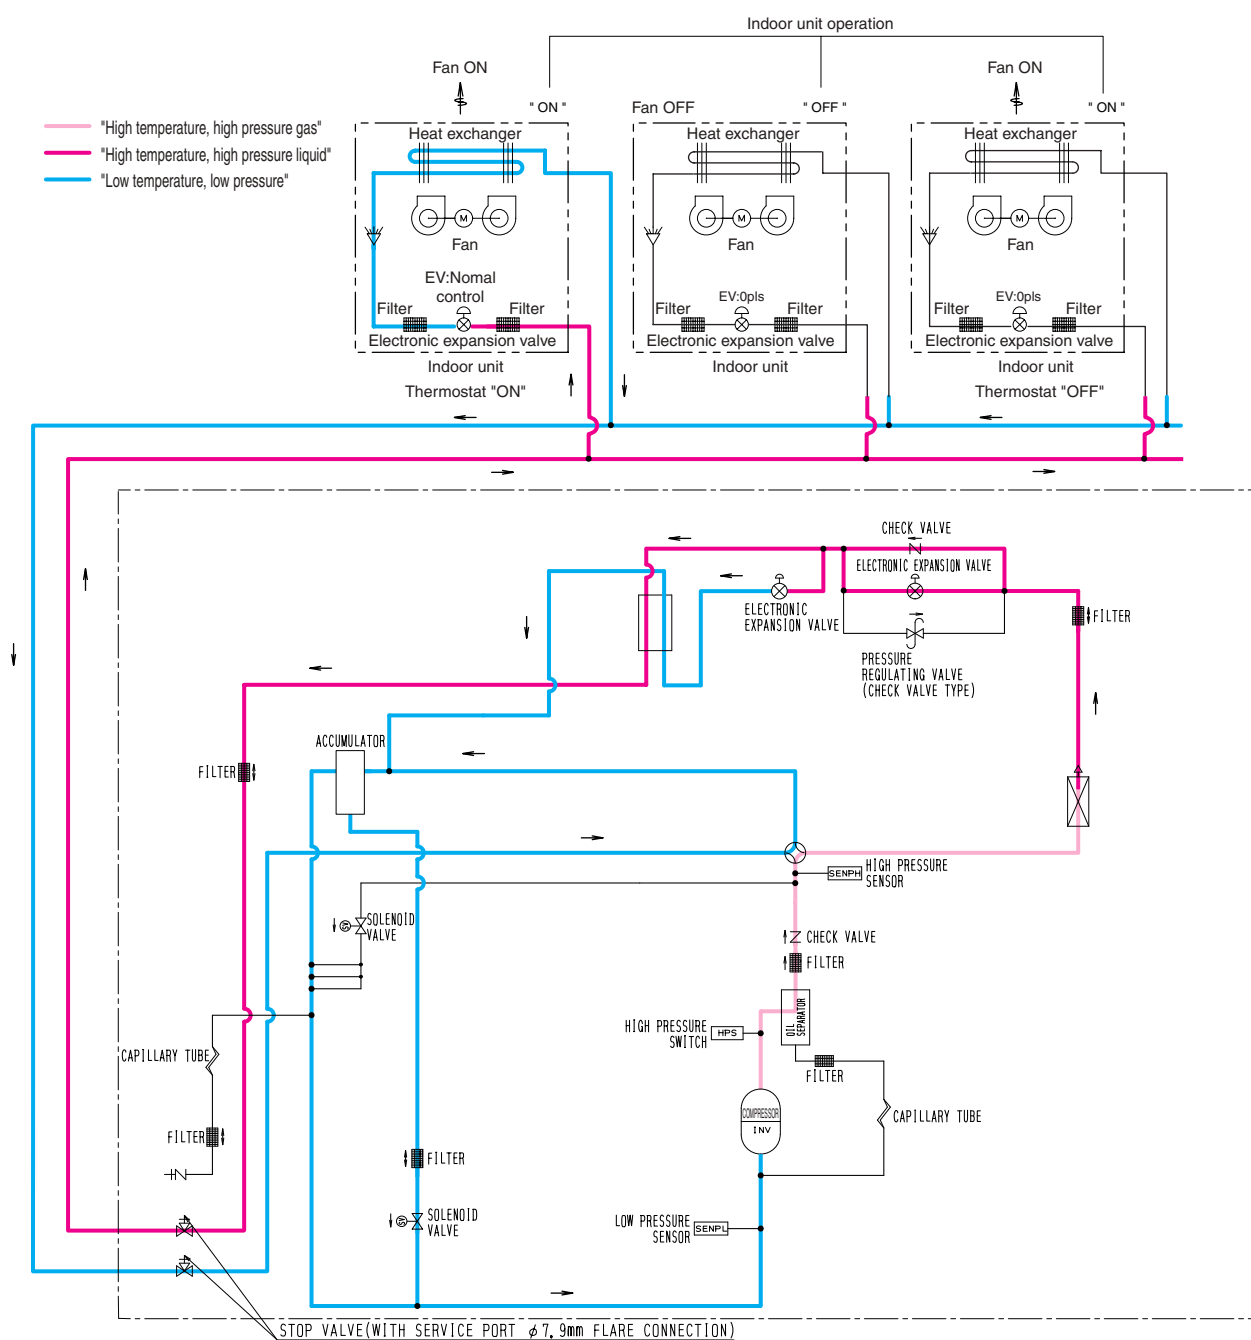 Indoor unit operation
Fan ON
Fan ON
" ON "
Fan OFF
" OFF "
" ON "
"High temperature, high pressure gas"
"High temperature, high pressure liquid"
"Low temperature, low pressure"
Heat exchanger
Heat exchanger
Heat exchanger
M
M
M
Fan
Fan
Fan
EV:Nomal
control
EV:0pls
EV:0pls
Filter
Filter
Filter
Filter
Filter
Filter
Electronic expansion valve
Electronic expansion valve
Electronic expansion valve
Indoor unit
Indoor unit
Indoor unit
Thermostat "ON"
Thermostat "OFF"
CHECK VALVE
ELECTRONIC EXPANSION VALVE
ELECTRONIC
EXPANSION VALVE
FILTER
PRESSURE
REGULATING VALVE
(CHECK VALVE TYPE)
ACCUMULATOR
FILTER
SENPH
HIGH PRESSURE
SENSOR
SV
SOLENOID
VALVE
CHECK VALVE
FILTER
OIL
SEPARATOR
HIGH PRESSURE
SWITCH
HPS
CAPILLARY TUBE
FILTER
COMPRESSOR
INV
CAPILLARY TUBE
FILTER
FILTER
SV
SOLENOID
VALVE
LOW PRESSURE
SENSOR
SENPL
STOP VALVE(WITH SERVICE PORT φ7.9mm FLARE CONNECTION)